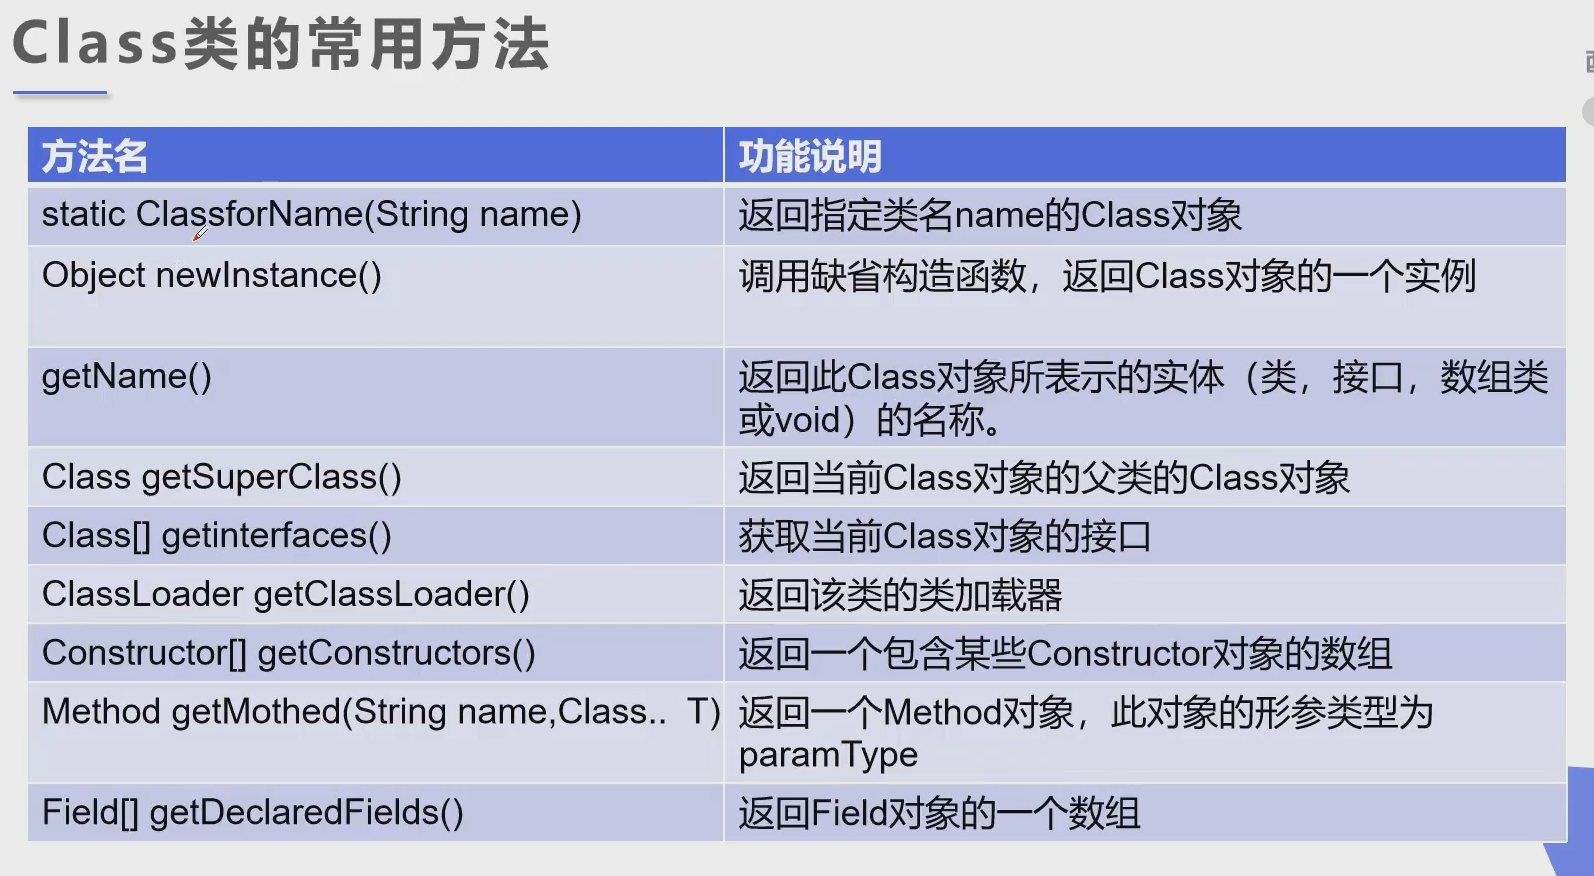 Class类的常用方法
方法名
功能说明
static ClassforName(String name)
返回指定类名name的Class对象
Object newInstance()
调用缺省构造函数，返回Class对象的一个实例
getName()
返回此Class对象所表示的实体（类，接口，数组类
或void）的名称。
Class getSuperClass()
返回当前Class对象的父类的Class对象
Class[] getinterfaces()
获取当前Class对象的接口
ClassLoader getClassLoader()
返回该类的类加载器
Constructor[] getConstructors()
返回一个包含某些Constructor对象的数组
Method getMothed(String name,Class.. T)
返回一个Method对象，此对象的形参类型为
paramType
Field[] getDeclaredFields()
返回Field对象的一个数组